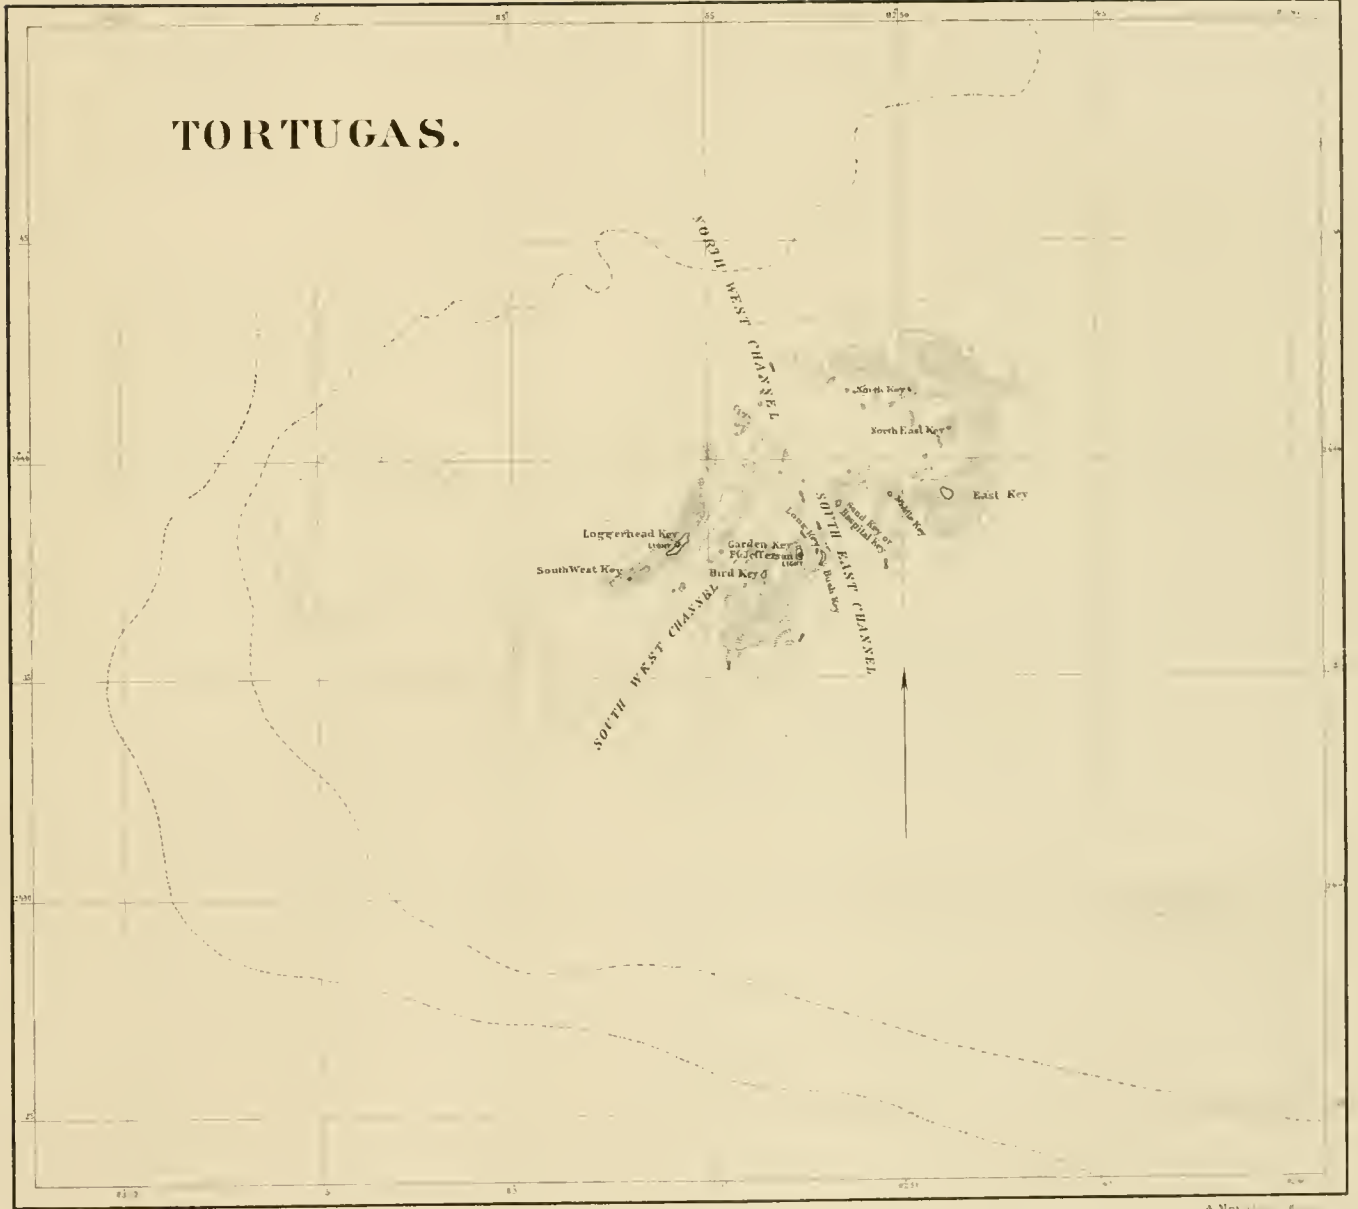 TORTUGAS.
NORTH WEST CHANNEL
North Key
North East Key
East Key
Middle Key
Sand Key or
Hospital Key
SOUTH EAST CHANNEL
Long Key
Loggerhead Key
LIGHT
Garden Key
Ft Jefferson
LIGHT
South West Key
Bird Key
Bush Key
SOUTH WEST CHANNEL